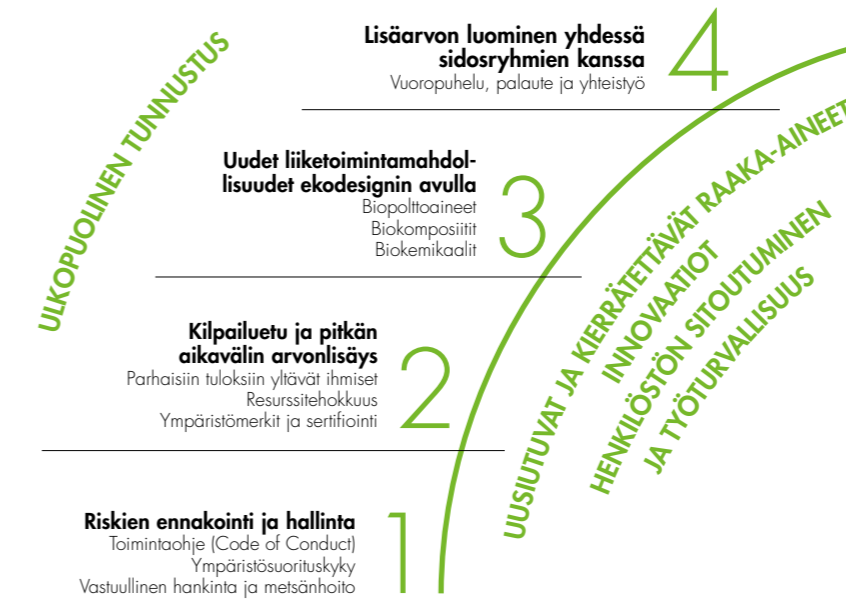 ULKOPUOLINEN TUNNUSTUS
Lisäarvon luominen yhdessä
sidosryhmien kanssa
Vuoropuhelu, palaute ja yhteistyö
4
Uudet liiketoimintamahdol-
lisuudet ekodesignin avulla
Biopolttoaineet
Biokomposiitit
Biokemikaalit
3
Kilpailuetu ja pitkän
aikavälin arvonlisäys
Parhaisiin tuloksiin yltävät ihmiset
Resurssitehokkuus
Ympäristömerkit ja sertifiointi
2
Riskien ennakointi ja hallinta
Toimintaohje (Code of Conduct)
Ympäristösuorituskyky
Vastuullinen hankinta ja metsänhoito
1
UUSIUTUVAT JA KIERRÄTETTÄVÄT RAAKA-AINEET
INNOVAATIOT
HENKILÖSTÖN SITOUTUMINEN
JA TYÖTURVALLISUUS